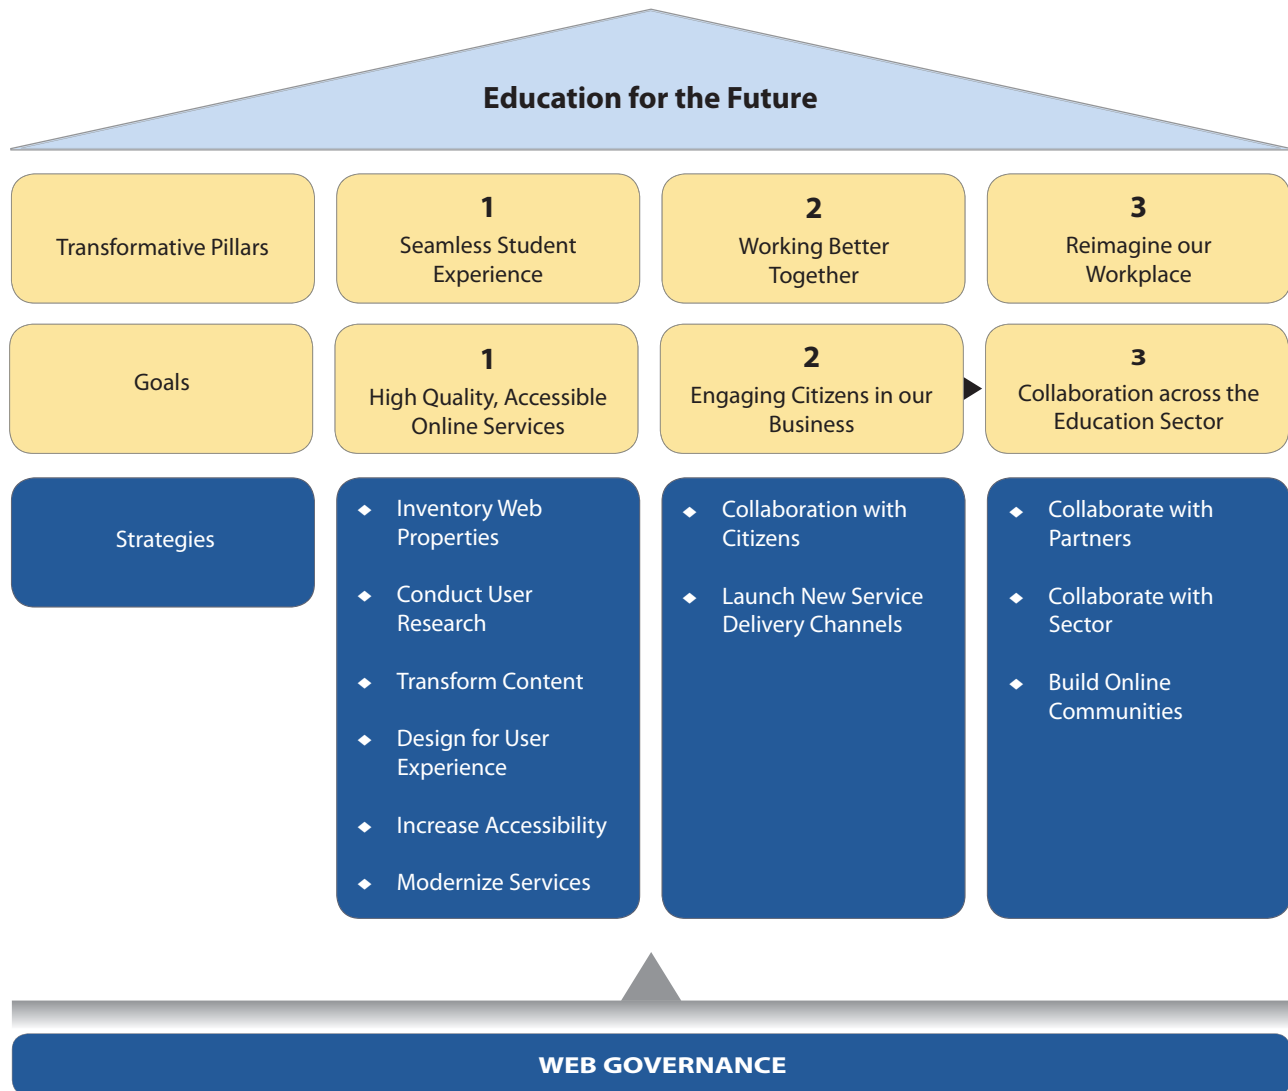 Education for the Future
Transformative Pillars
1
Seamless Student
Experience
2
Working Better
Together
3
Reimagine our
Workplace
Goals
1
High Quality, Accessible
Online Services
2
Engaging Citizens in our
Business
3
Collaboration across the
Education Sector
Strategies
Inventory Web
Properties
Conduct User
Research
Transform Content
Design for User
Experience
Increase Accessibility
Modernize Services
Collaboration with
Citizens
Launch New Service
Delivery Channels
Collaborate with
Partners
Collaborate with
Sector
Build Online
Communities
WEB GOVERNANCE